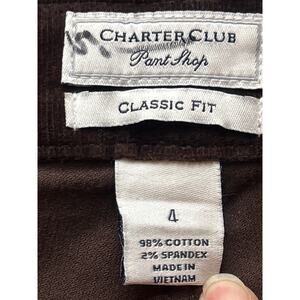 CHARTER CLUB
Pant Shop
CLASSIC FIT
4
98% COTTON
2% SPANDEX
MADE IN
VIETNAM